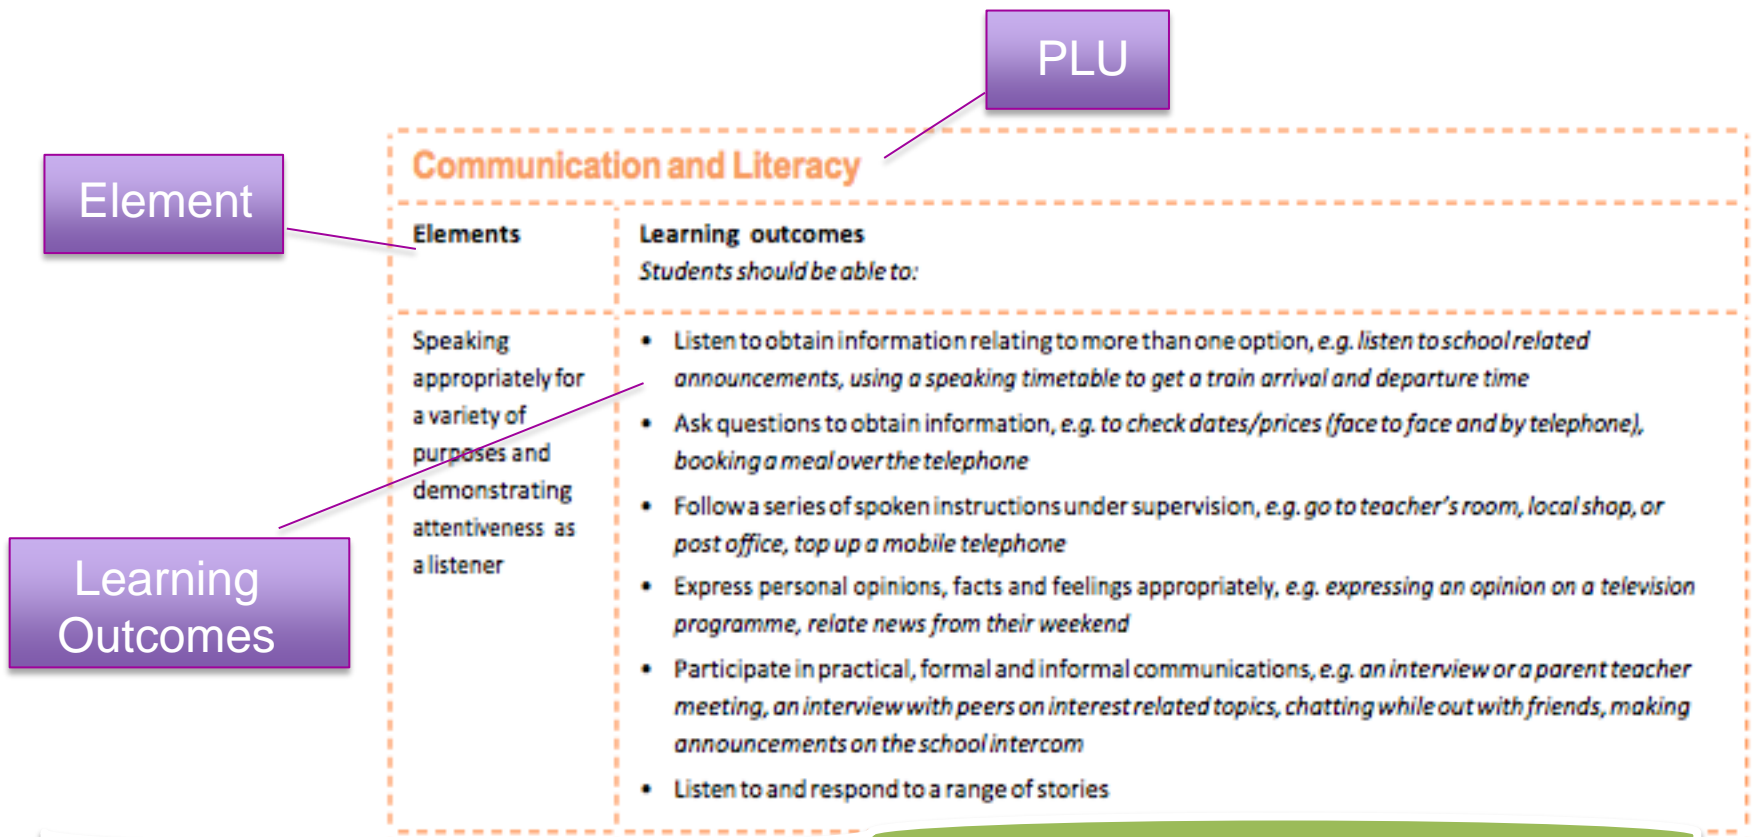 PLU
Element
Communication and Literacy
Elements
Learning outcomes
Students should be able to:
Speaking
appropriately for
a variety of
purposes and
demonstrating
attentiveness as
a listener
• Listen to obtain information relating to more than one option, e.g. listen to school related
announcements, using a speaking timetable to get a train arrival and departure time
• Ask questions to obtain information, e.g. to check dates/prices (face to face and by telephone),
booking a meal over the telephone
• Follow a series of spoken instructions under supervision, e.g. go to teacher's room, local shop, or
post office, top up a mobile telephone
• Express personal opinions, facts and feelings appropriately, e.g. expressing an opinion on a television
programme, relate news from their weekend
• Participate in practical, formal and informal communications, e.g. an interview or a parent teacher
meeting, an interview with peers on interest related topics, chatting while out with friends, making
announcements on the school intercom
• Listen to and respond to a range of stories
Learning
Outcomes